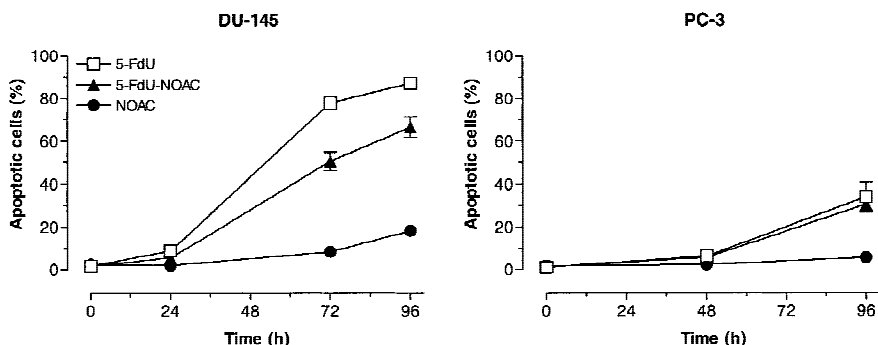 DU-145
Apoptotic cells (%)
100
80
60
40
20
0
5-FdU
5-FdU-NOAC
NOAC
0 24 48 72 96
Time (h)
PC-3
Apoptotic cells (%)
100
80
60
40
20
0
0 24 48 72 96
Time (h)